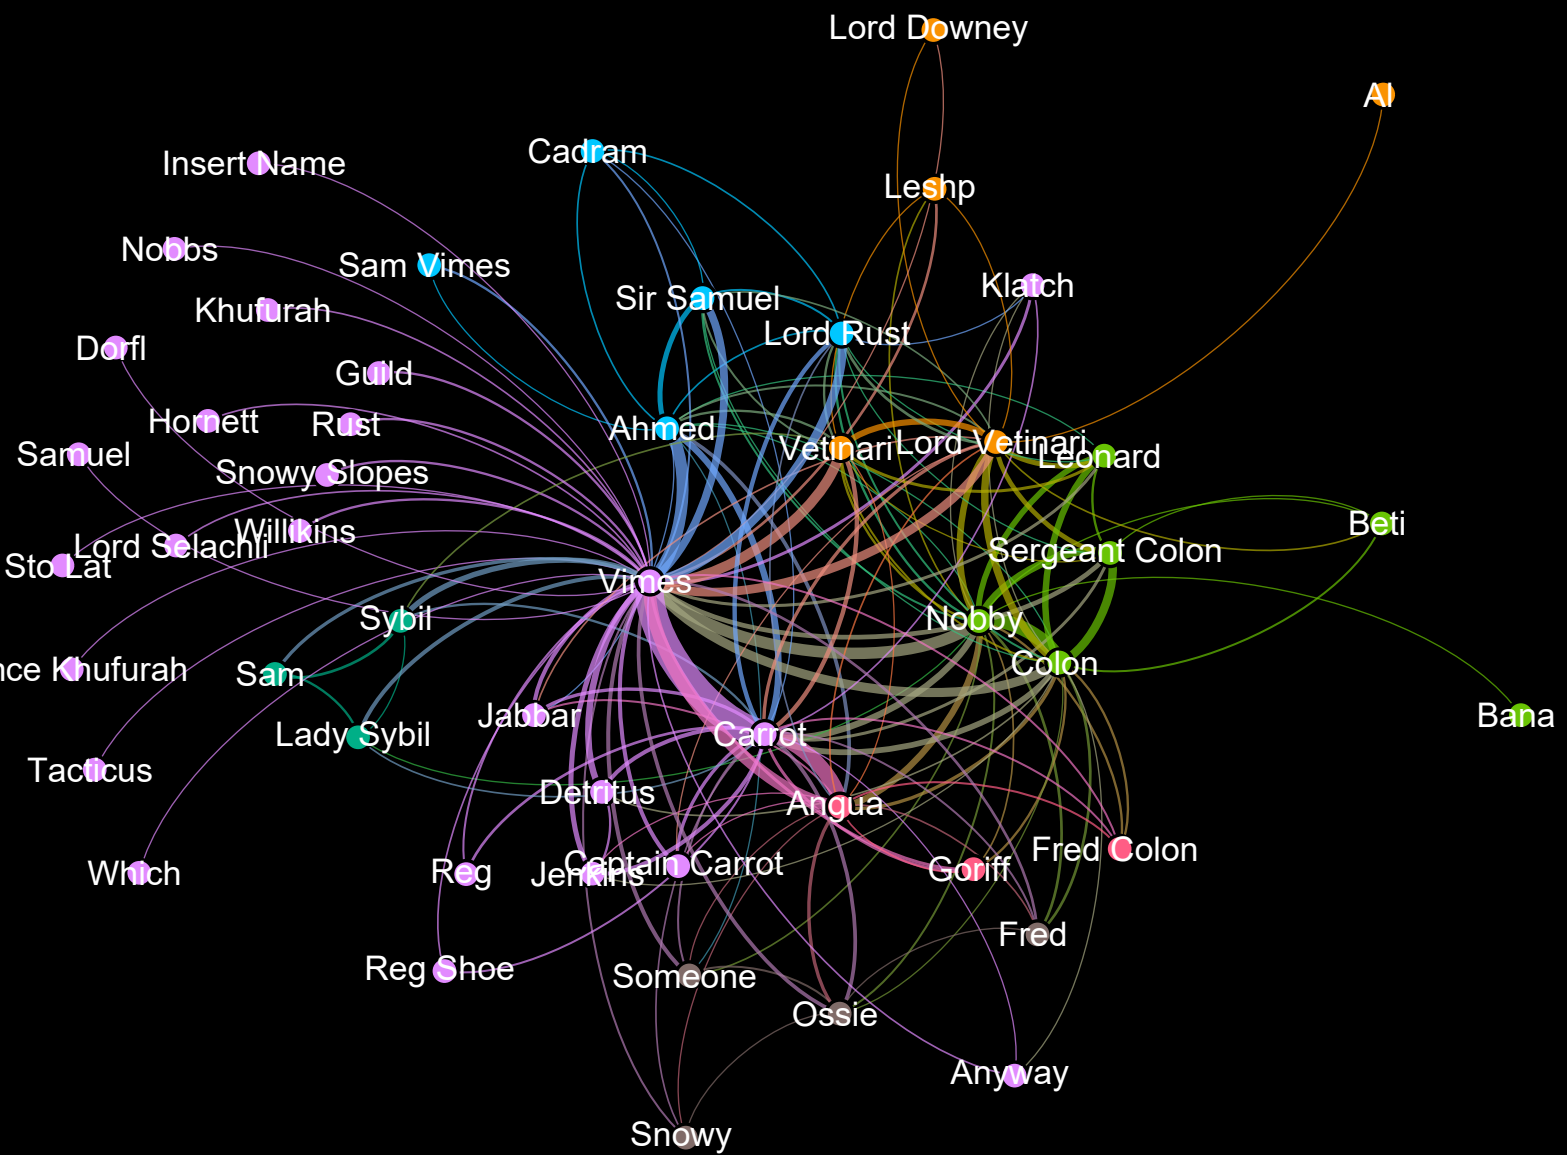 Lord Downey
Al
Cadram
Insert Name
Leshp
Nobbs
Sam Vimes
Klatch
Khufurah
Sir Samuel
Lord Rust
Dorfl
Guild
Hornett
Rust
Ahmed
Samuel
Vetinari
Lord Vetinari
Leonard
Snowy Slopes
Beti
Willikins
Lord Selachii
Sergeant Colon
Sto Lat
Vimes
Sybil
Nobby
Colon
nce Khufurah
Sam
Jabbar
Bana
Lady Sybil
Carrot
Tacticus
Detritus
Angua
Fred Colon
Captain Carrot
Which
Reg
Jenkins
Goriff
Fred
Reg Shoe
Someone
Ossie
Anyway
Snowy